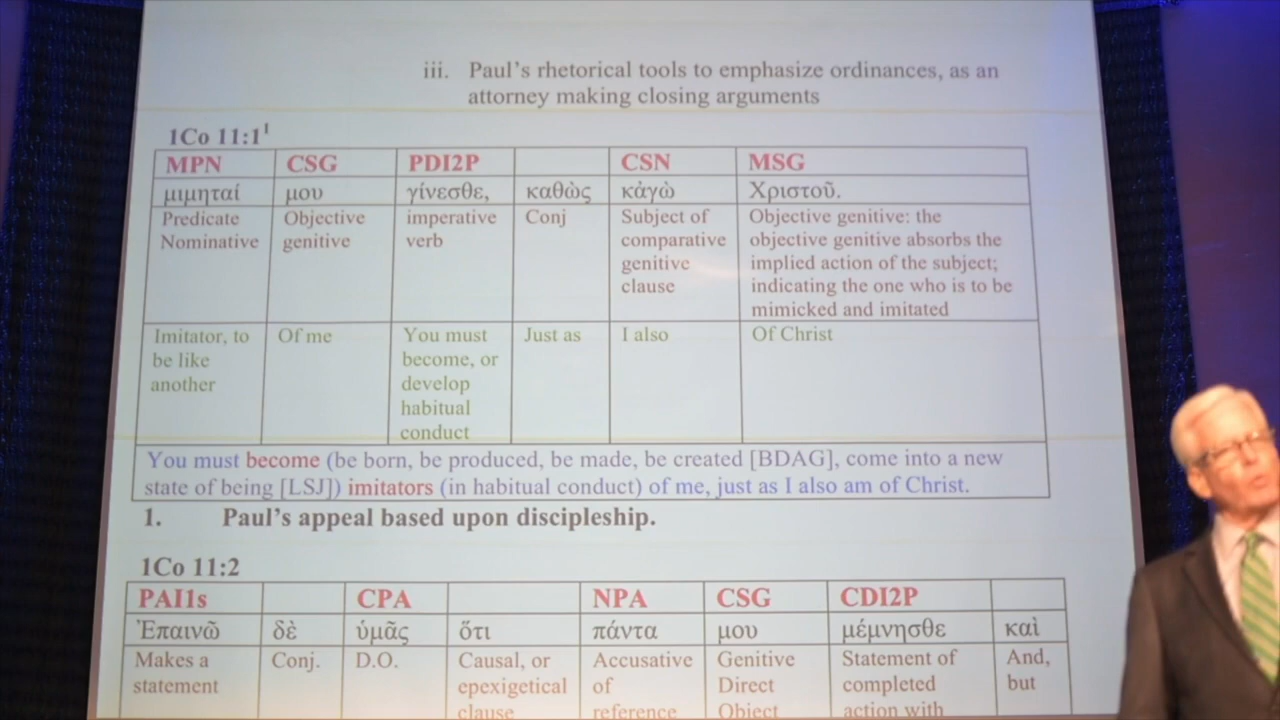 iii. Paul's rhetorical tools to emphasize ordinances, as an
attorney making closing arguments
1Co 11:1¹
MPN CSG PDI2P CSN MSG
μιμηταί μου γίνεσθε, καθὼς κἀγὼ Χριστοῦ.
Predicate Objective imperative Conj Subject of Objective genitive: the
Nominative genitive verb comparative objective genitive absorbs the
genitive implied action of the subject;
clause indicating the one who is to be
mimicked and imitated
Imitator, to Of me You must Just as I also Of Christ
be like become, or
another develop
habitual
conduct
You must become (be born, be produced, be made, be created [BDAG], come into a new
state of being [LSJ]) imitators (in habitual conduct) of me, just as I also am of Christ.
1. Paul's appeal based upon discipleship.
1Co 11:2
PAI1s CPA NPA CSG CDI2P
Ἐπαινῶ δὲ ὑμᾶς ὅτι πάντα μου μέμνησθε καὶ
Makes a Conj. D.O. Causal, or Accusative Genitive Statement of And,
statement epexigetical of Direct completed but
clause reference Object action with